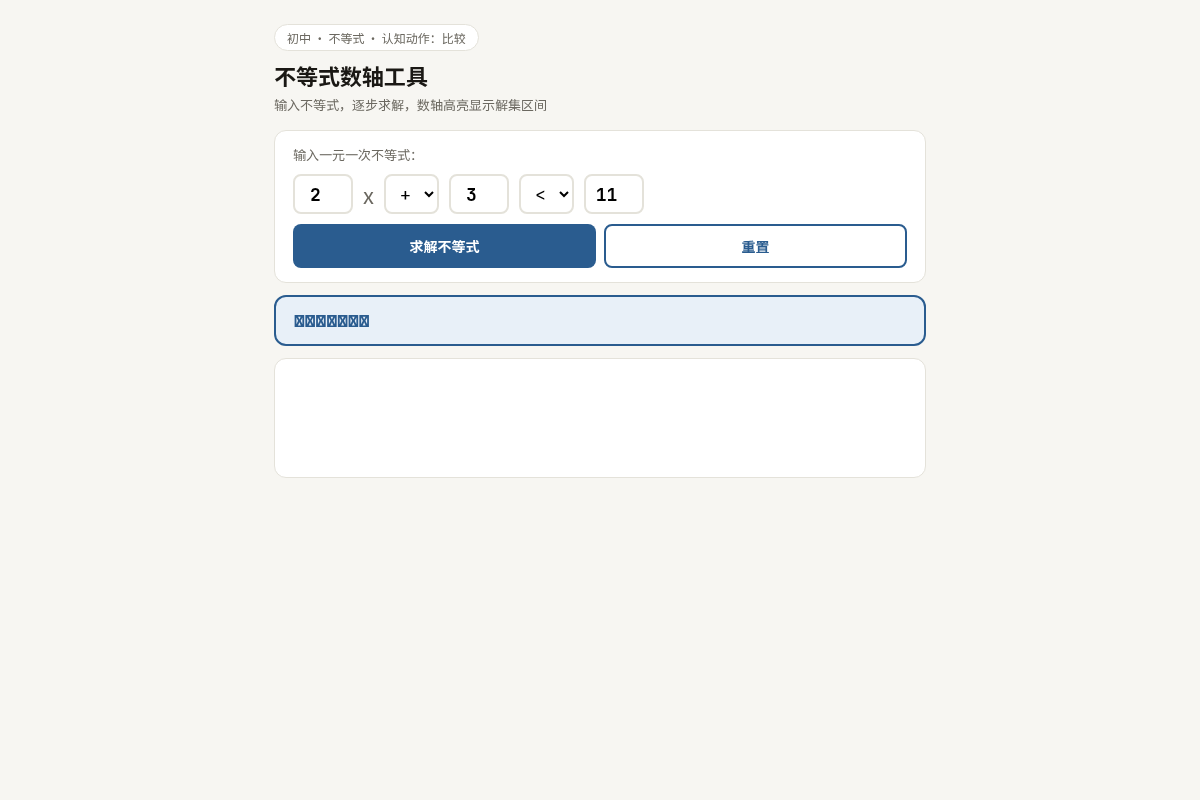 初中 · 不等式 · 认知动作：比较
不等式数轴工具
输入不等式，逐步求解，数轴高亮显示解集区间
输入一元一次不等式：
2 x + 3 < 11
求解不等式 重置